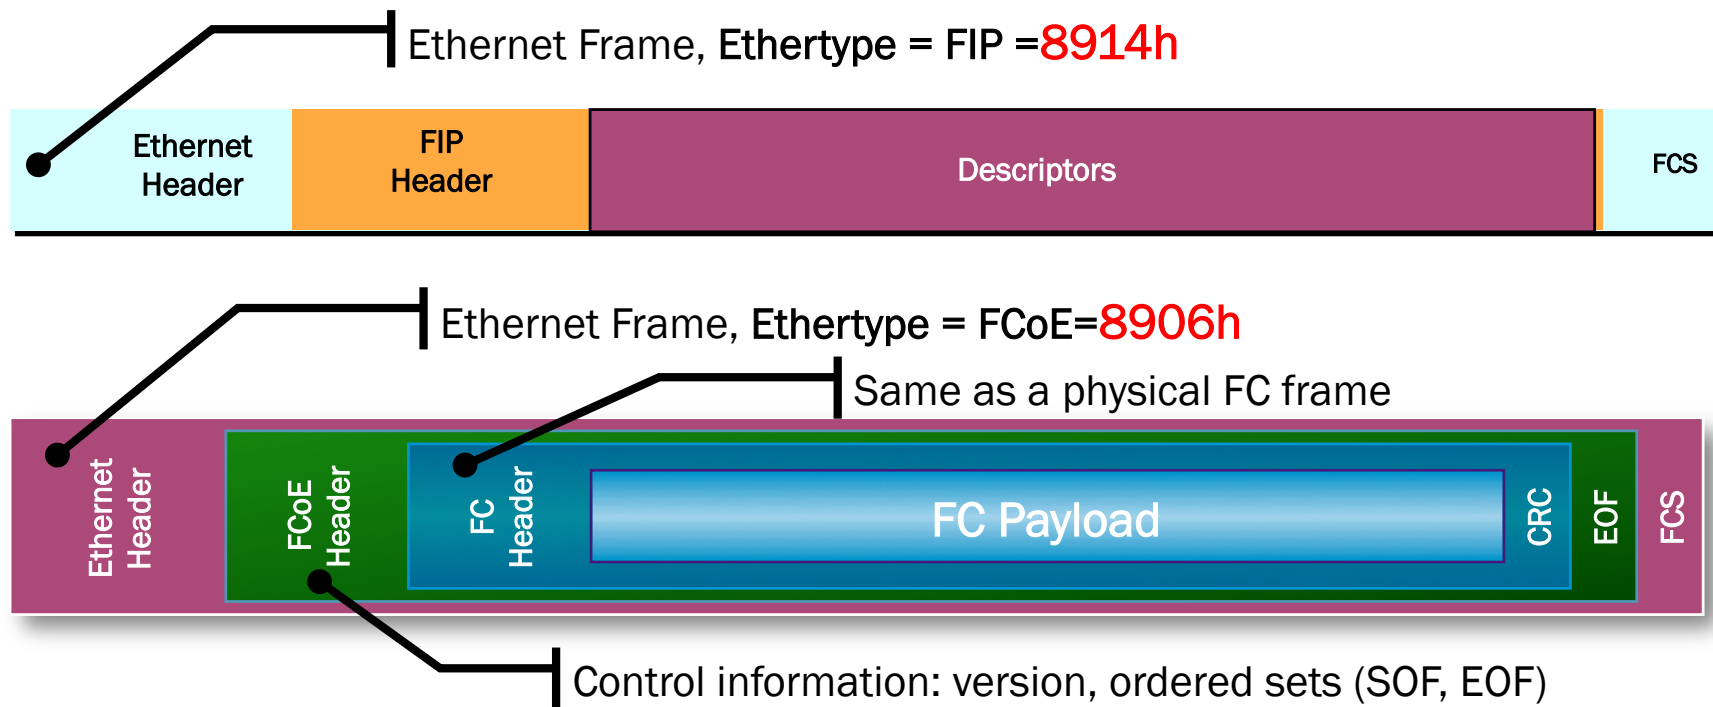 Ethernet Frame, Ethertype = FIP =8914h
Ethernet
Header
FIP
Header
Descriptors
FCS
Ethernet Frame, Ethertype = FCoE=8906h
Same as a physical FC frame
Ethernet
Header
FCoE
Header
FC
Header
FC Payload
CRC
EOF
FCS
Control information: version, ordered sets (SOF, EOF)